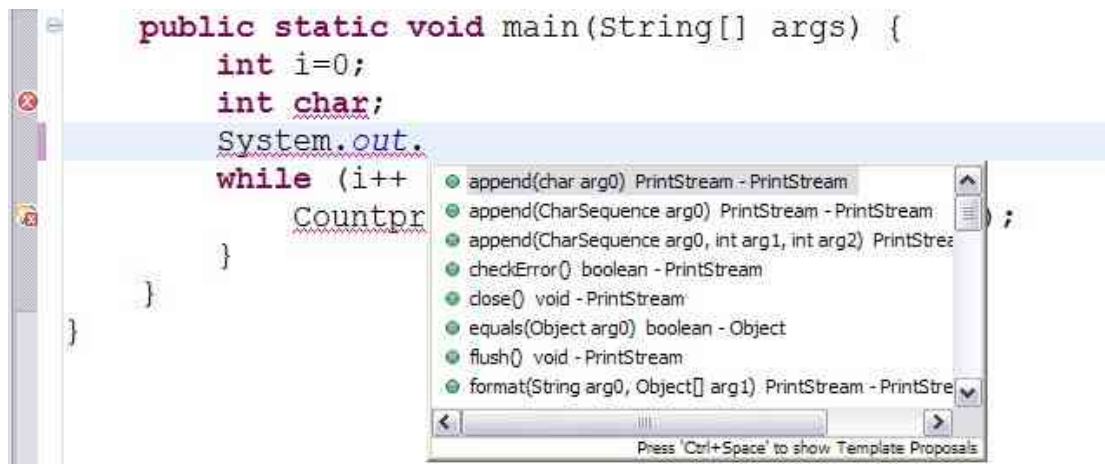 public static void main(String[] args) {
int i=0;
int char;
System.out.
while (i++
Countpr );
}
}
}
append(char arg0) PrintStream - PrintStream
append(CharSequence arg0) PrintStream - PrintStream
append(CharSequence arg0, int arg1, int arg2) PrintStrea
checkError() boolean - PrintStream
close() void - PrintStream
equals(Object arg0) boolean - Object
flush() void - PrintStream
format(String arg0, Object[] arg1) PrintStream - PrintStre
Press 'Ctrl+Space' to show Template Proposals